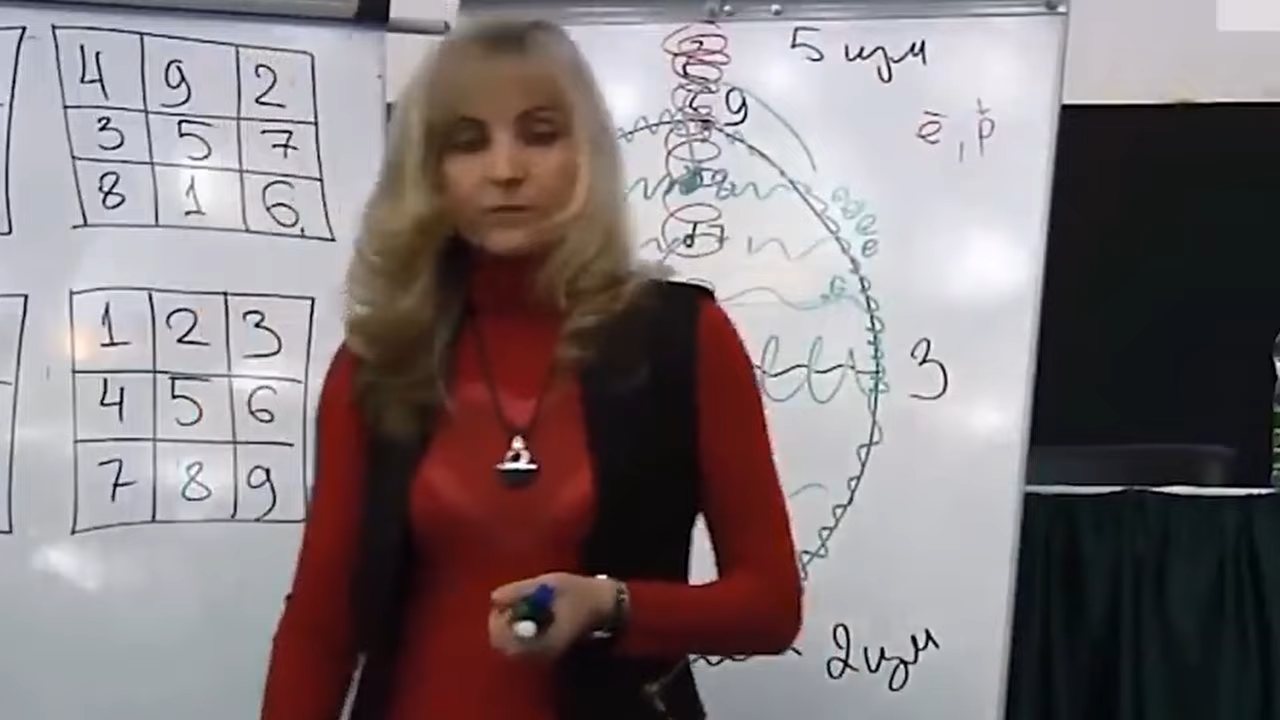 4 9 2
3 5 7
8 1 6
1 2 3
4 5 6
7 8 9
5 изм
9
ē, p⁺
3
2 изм